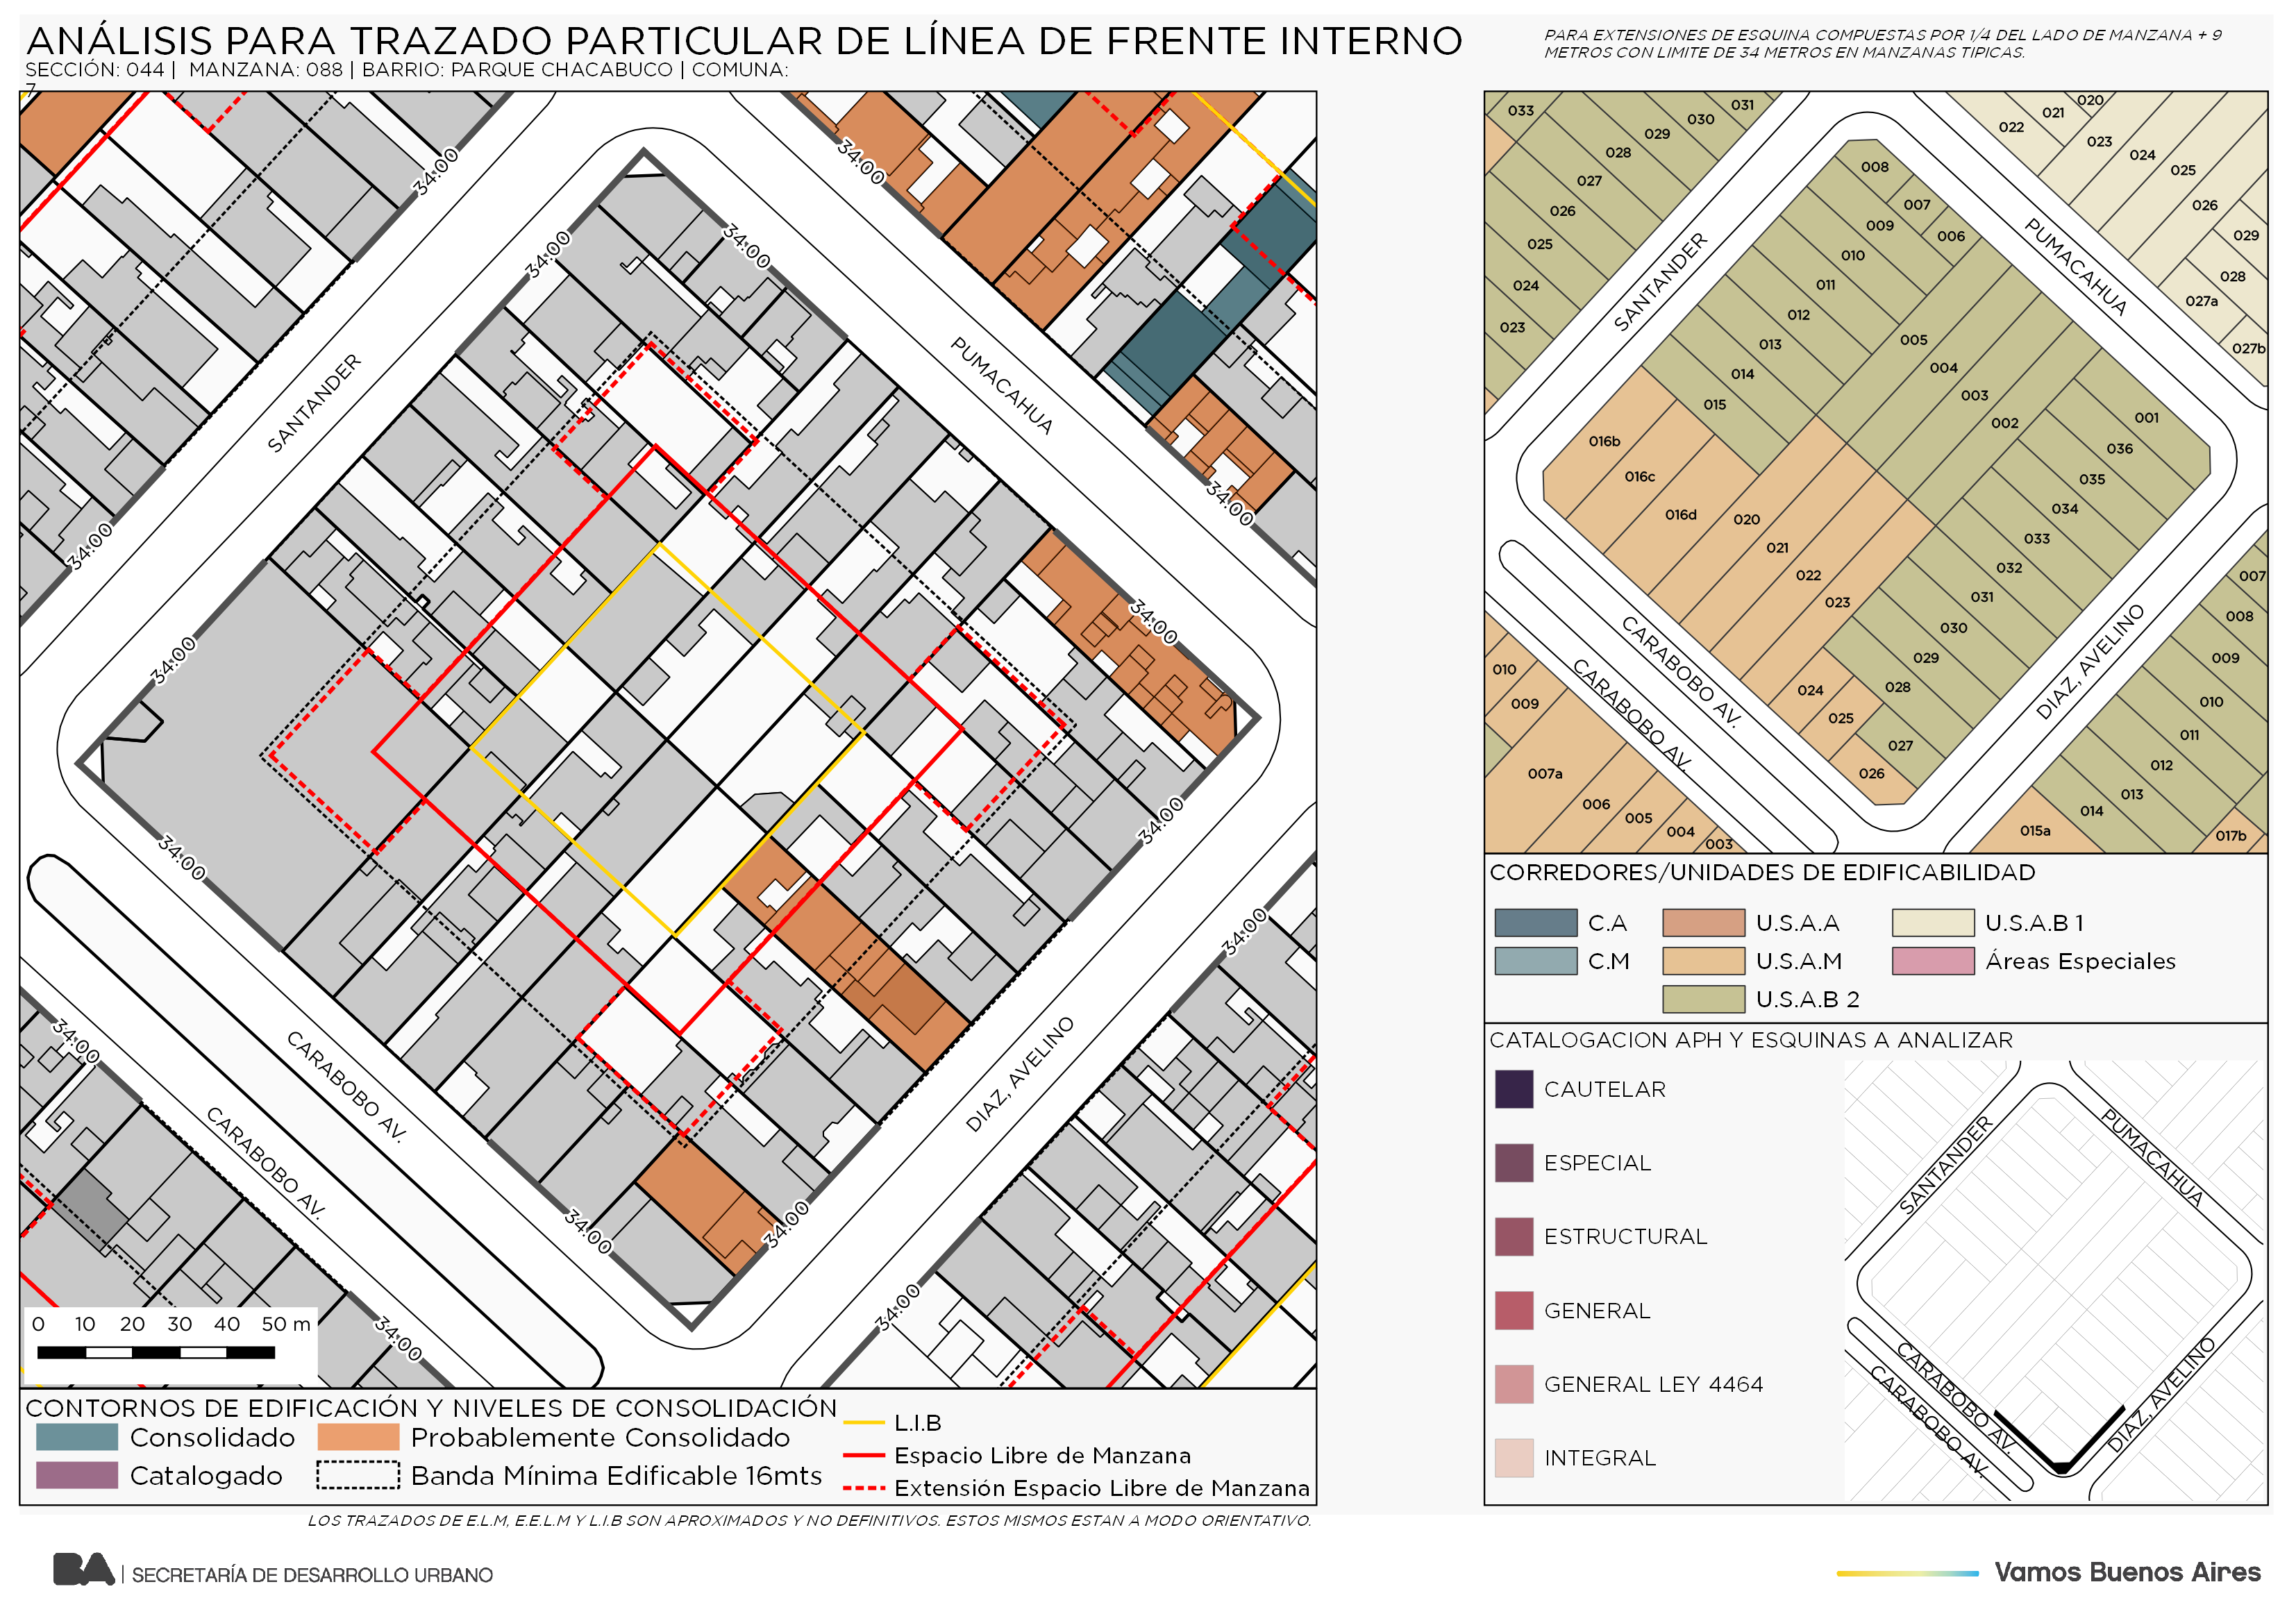 ANÁLISIS PARA TRAZADO PARTICULAR DE LÍNEA DE FRENTE INTERNO
SECCIÓN: 044 | MANZANA: 088 | BARRIO: PARQUE CHACABUCO | COMUNA:
7
PARA EXTENSIONES DE ESQUINA COMPUESTAS POR 1/4 DEL LADO DE MANZANA + 9
METROS CON LIMITE DE 34 METROS EN MANZANAS TIPICAS.
34.00
34.00
34.00
34.00
SANTANDER
PUMACAHUA
34.00
34.00
34.00
34.00
34.00
34.00
34.00
34.00
CARABOBO AV.
CARABOBO AV.
DIAZ, AVELINO
34.00
34.00
34.00
34.00
34.00
0 10 20 30 40 50 m
CONTORNOS DE EDIFICACIÓN Y NIVELES DE CONSOLIDACIÓN
Consolidado
Probablemente Consolidado
Catalogado
Banda Mínima Edificable 16mts
L.I.B
Espacio Libre de Manzana
Extensión Espacio Libre de Manzana
LOS TRAZADOS DE E.L.M, E.E.L.M Y L.I.B SON APROXIMADOS Y NO DEFINITIVOS. ESTOS MISMOS ESTAN A MODO ORIENTATIVO.
033
031
030
029
028
027
026
025
024
023
020
021
022
023
024
025
026
029
028
027a
027b
SANTANDER
PUMACAHUA
008
007
009
006
010
011
012
013
014
015
005
004
003
002
001
036
035
034
033
032
031
030
029
028
027
016b
016c
016d
020
021
022
023
024
025
026
CARABOBO AV.
CARABOBO AV.
DIAZ, AVELINO
010
009
007a
006
005
004
003
007
008
009
010
011
012
013
014
015a
017b
CORREDORES/UNIDADES DE EDIFICABILIDAD
C.A
U.S.A.A
U.S.A.B 1
C.M
U.S.A.M
Áreas Especiales
U.S.A.B 2
CATALOGACION APH Y ESQUINAS A ANALIZAR
CAUTELAR
ESPECIAL
ESTRUCTURAL
GENERAL
GENERAL LEY 4464
INTEGRAL
SANTANDER
PUMACAHUA
CARABOBO AV.
CARABOBO AV.
DIAZ, AVELINO
BA | SECRETARÍA DE DESARROLLO URBANO
Vamos Buenos Aires